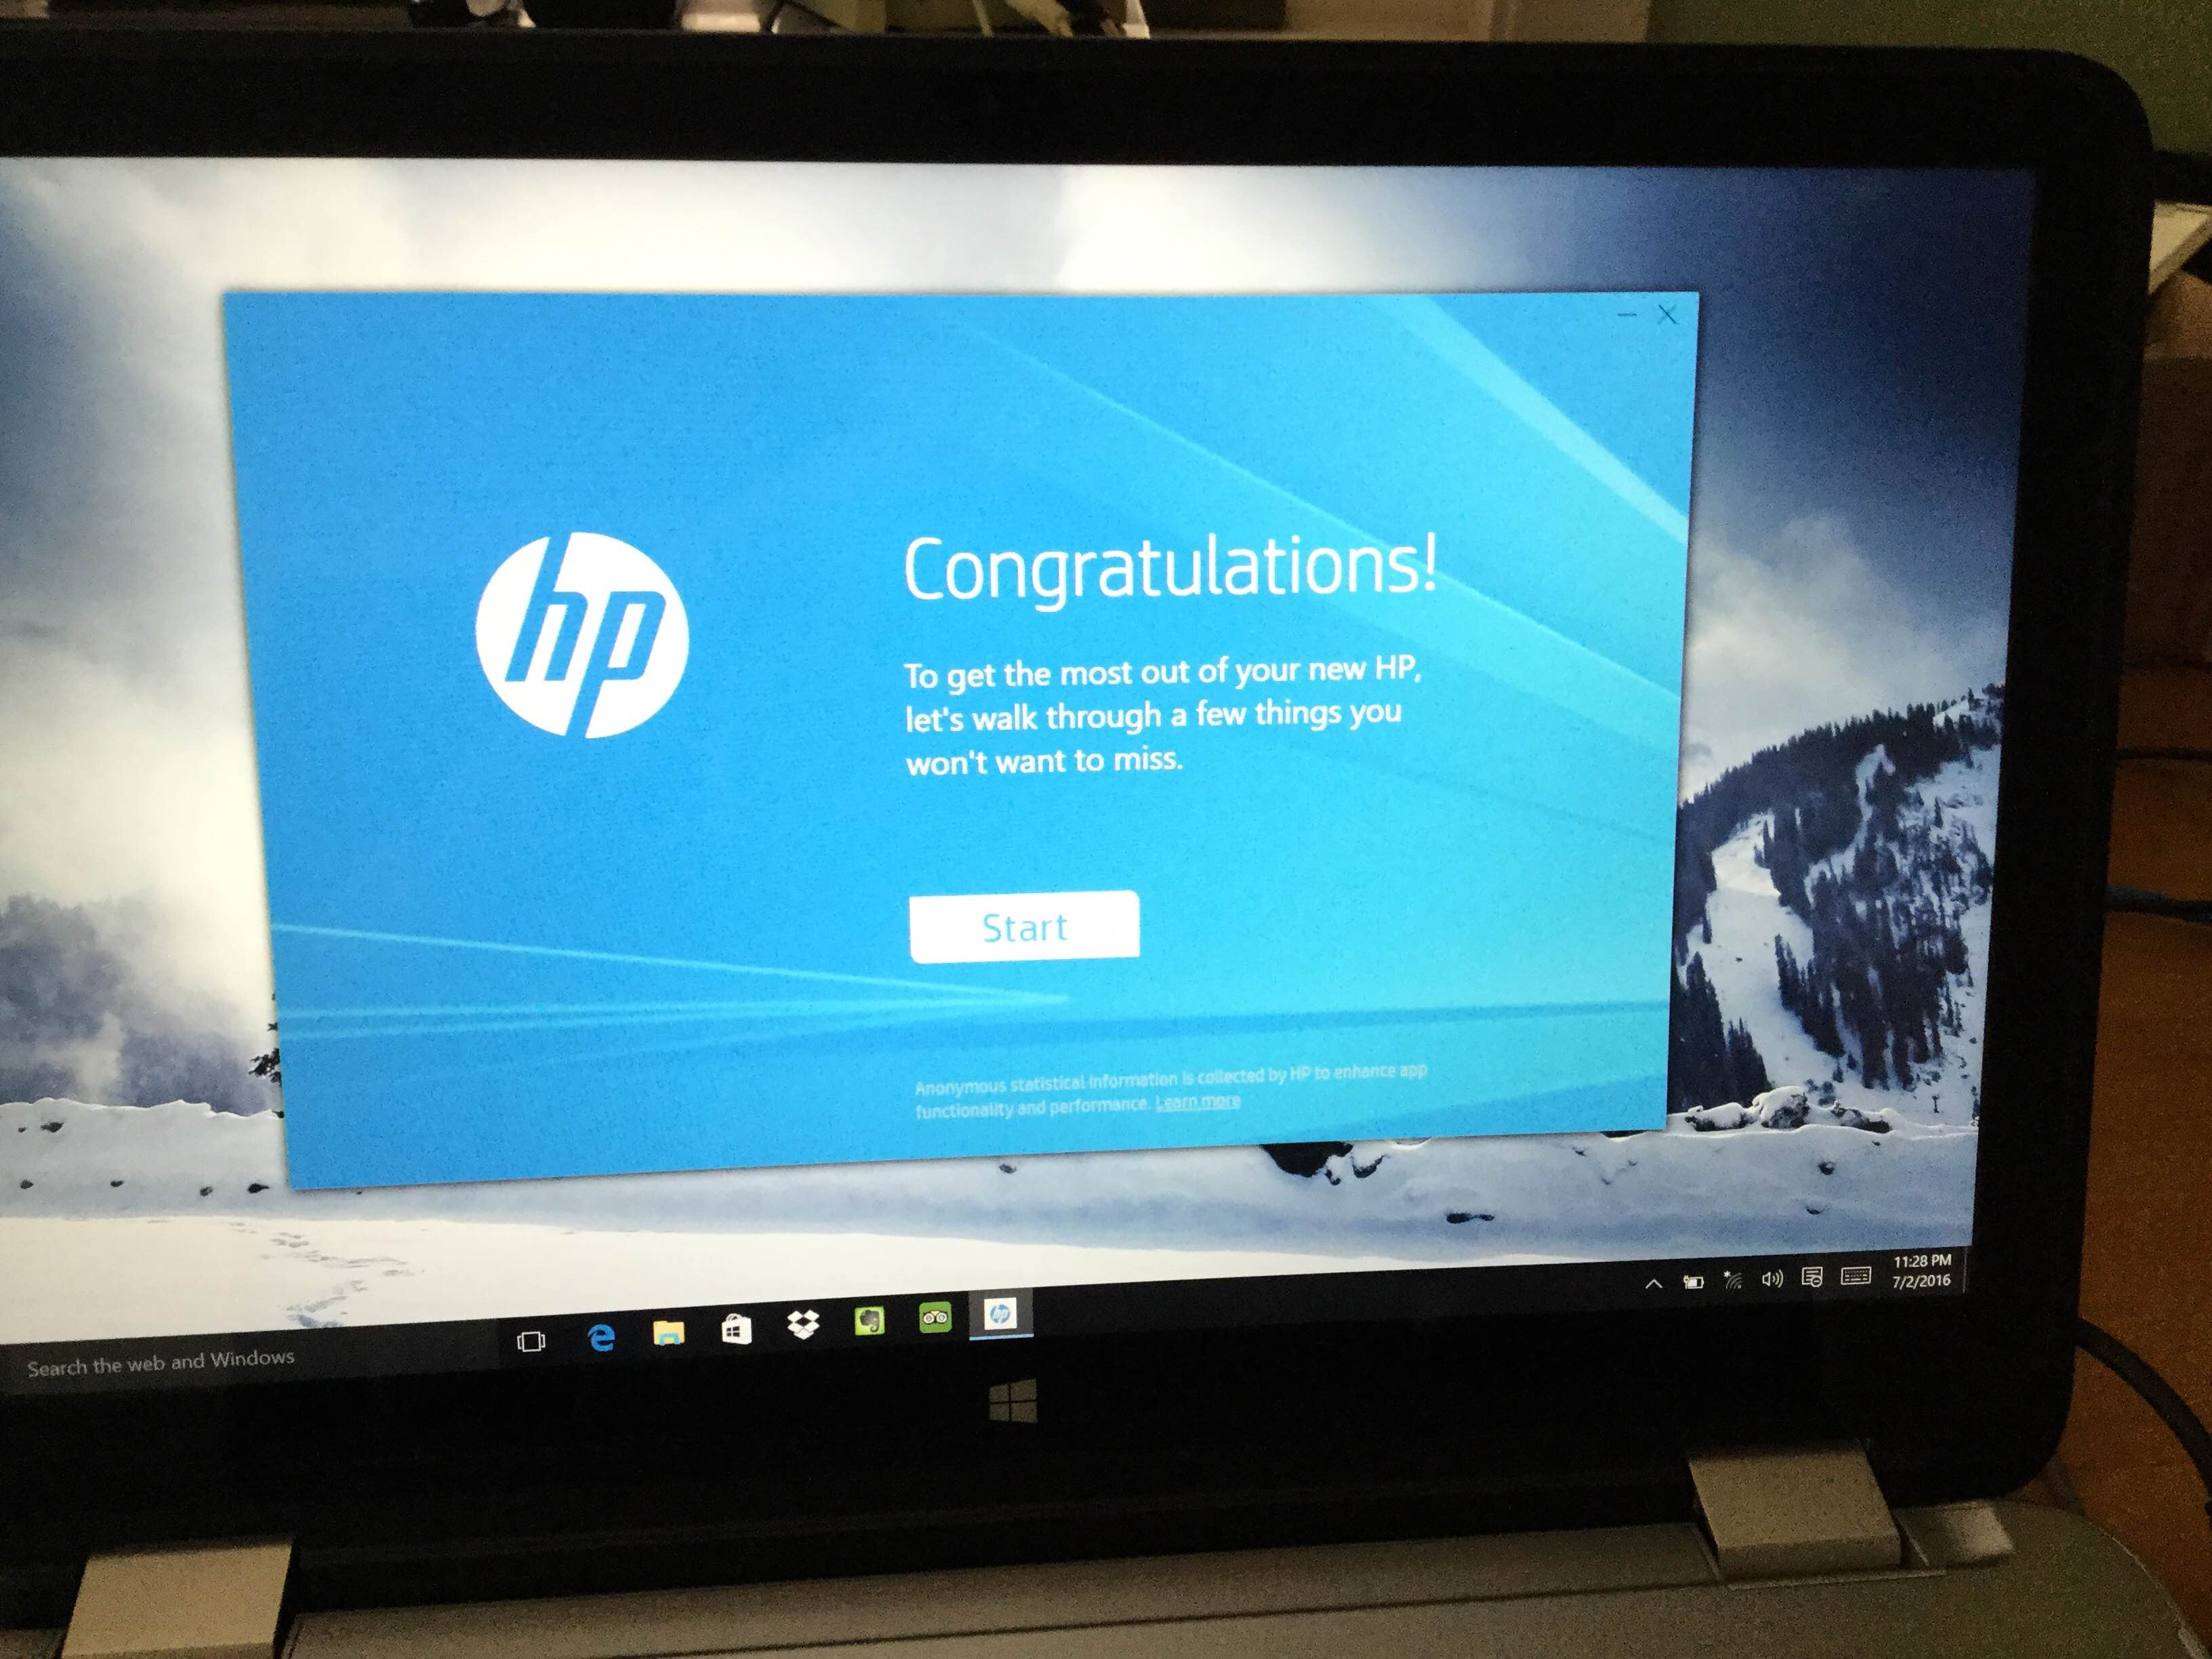 hp
Congratulations!
To get the most out of your new HP,
let's walk through a few things you
won't want to miss.
Start
Anonymous statistical information is collected by HP to enhance app
functionality and performance. Learn more
11:28 PM
7/2/2016
Search the web and Windows
hp